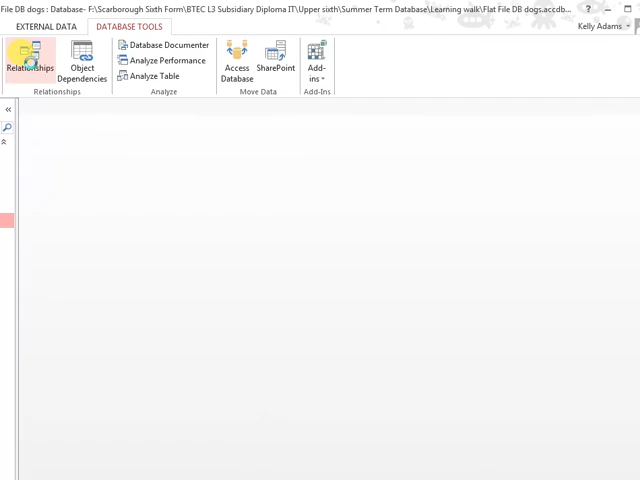 File DB dogs : Database- F:\Scarborough Sixth Form\BTEC L3 Subsidiary Diploma IT\Upper sixth\Summer Term Database\Learning walk\Flat File DB dogs.accdb...
EXTERNAL DATA DATABASE TOOLS Kelly Adams
Relationships
Object
Dependencies
Relationships
Database Documenter
Analyze Performance
Analyze Table
Analyze
Access
Database
SharePoint
Move Data
Add-
ins
Add-Ins